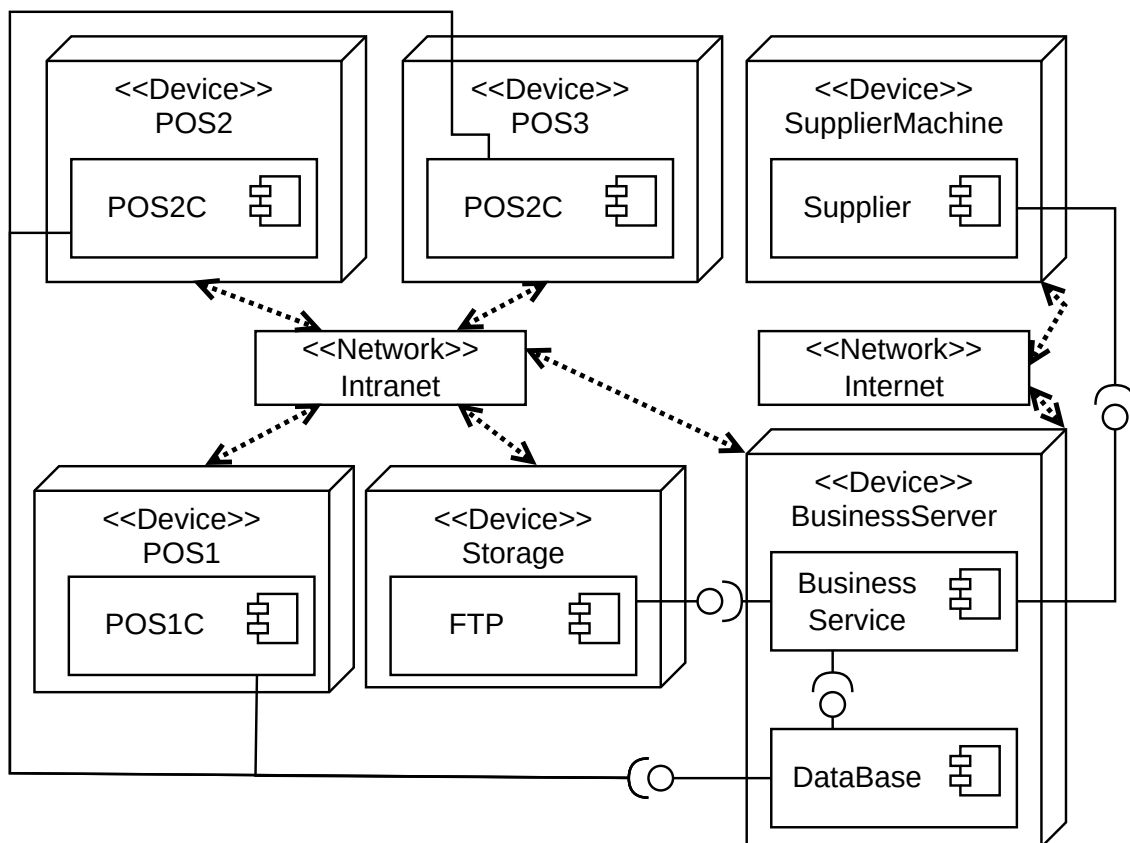 <<Device>>
POS2
POS2C
<<Device>>
POS3
POS2C
<<Device>>
SupplierMachine
Supplier
<<Network>>
Intranet
<<Network>>
Internet
<<Device>>
POS1
POS1C
<<Device>>
Storage
FTP
<<Device>>
BusinessServer
Business
Service
DataBase